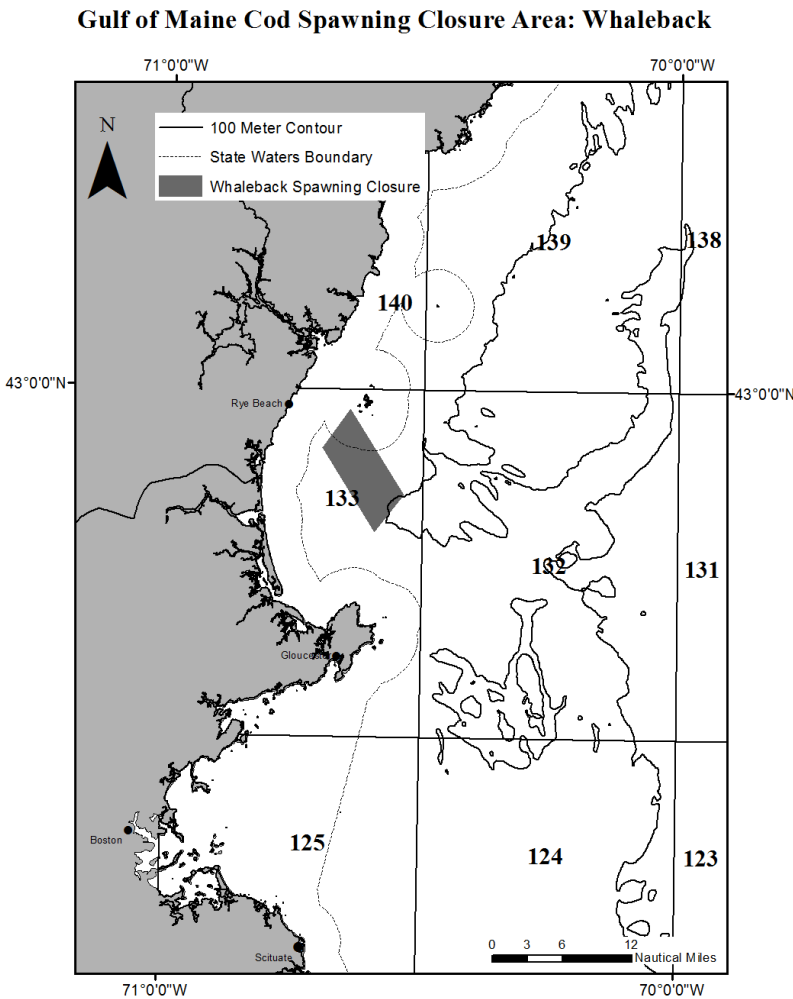 Gulf of Maine Cod Spawning Closure Area: Whaleback
71°0'0"W
70°0'0"W
N
100 Meter Contour
State Waters Boundary
Whaleback Spawning Closure
139
138
140
43°0'0"N
43°0'0"N
Rye Beach
133
132
131
Gloucester
125
124
123
Boston
0 3 6 12
Nautical Miles
Scituate
71°0'0"W
70°0'0"W